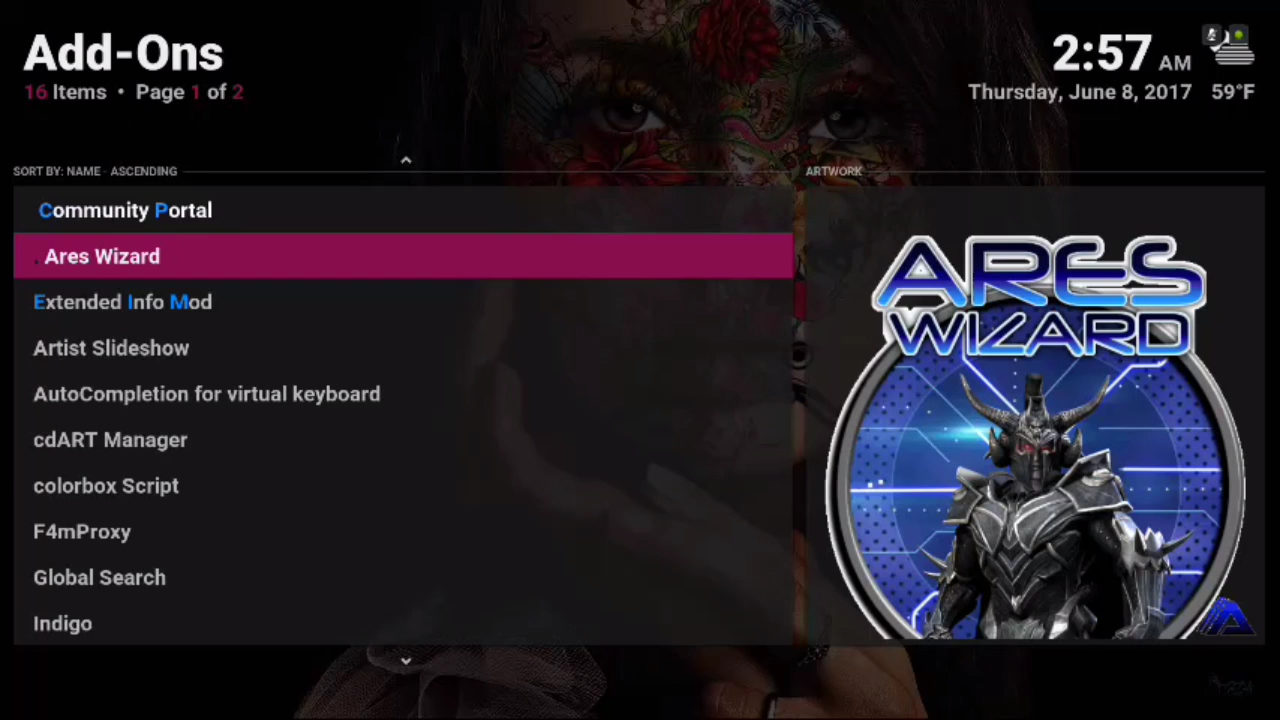 Add-Ons
16 Items • Page 1 of 2
2:57 AM
Thursday, June 8, 2017 59°F
SORT BY: NAME · ASCENDING
ARTWORK
Community Portal
. Ares Wizard
Extended Info Mod
Artist Slideshow
AutoCompletion for virtual keyboard
cdART Manager
colorbox Script
F4mProxy
Global Search
Indigo
ARES
WIZARD